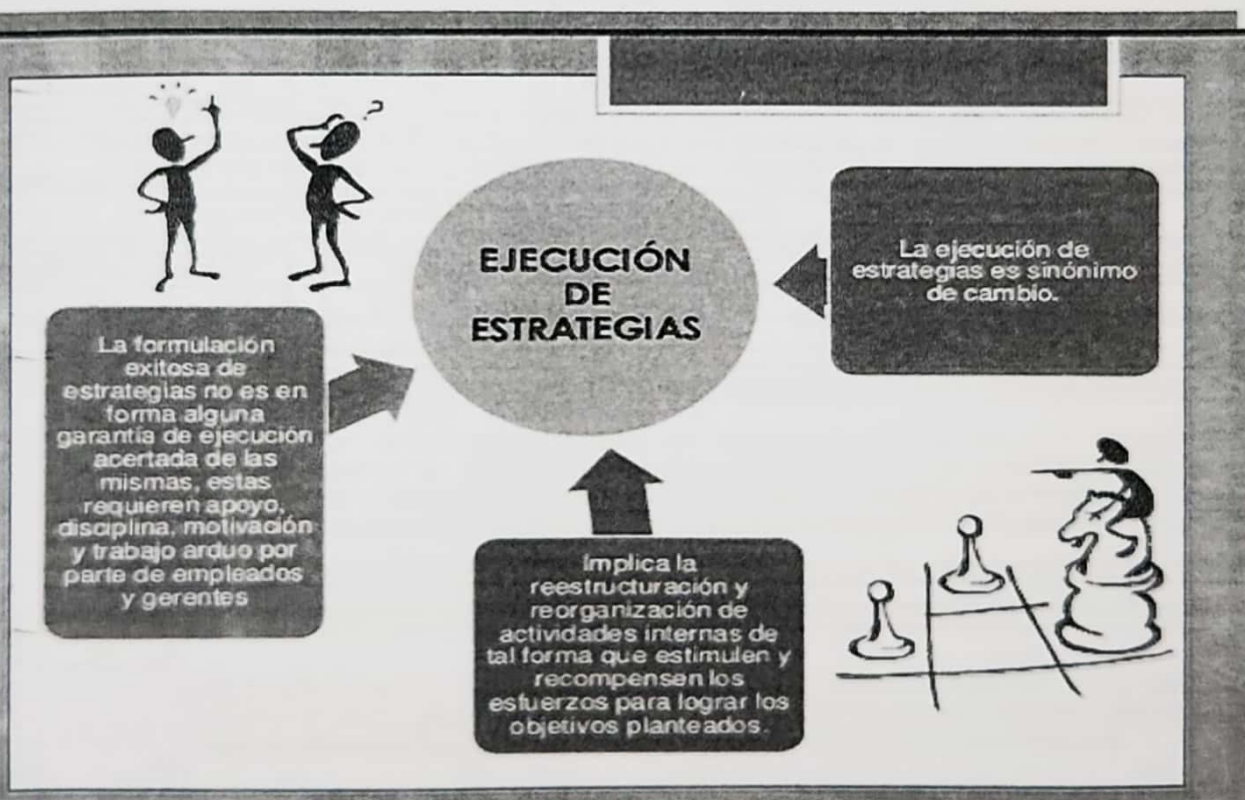 ?
EJECUCIÓN
DE
ESTRATEGIAS
La ejecución de
estrategias es sinónimo
de cambio.
La formulación
exitosa de
estrategias no es en
forma alguna
garantía de ejecución
acertada de las
mismas, estas
requieren apoyo,
disciplina, motivación
y trabajo arduo por
parte de empleados
y gerentes
Implica la
reestructuración y
reorganización de
actividades internas de
tal forma que estimulen y
recompensen los
esfuerzos para lograr los
objetivos planteados.